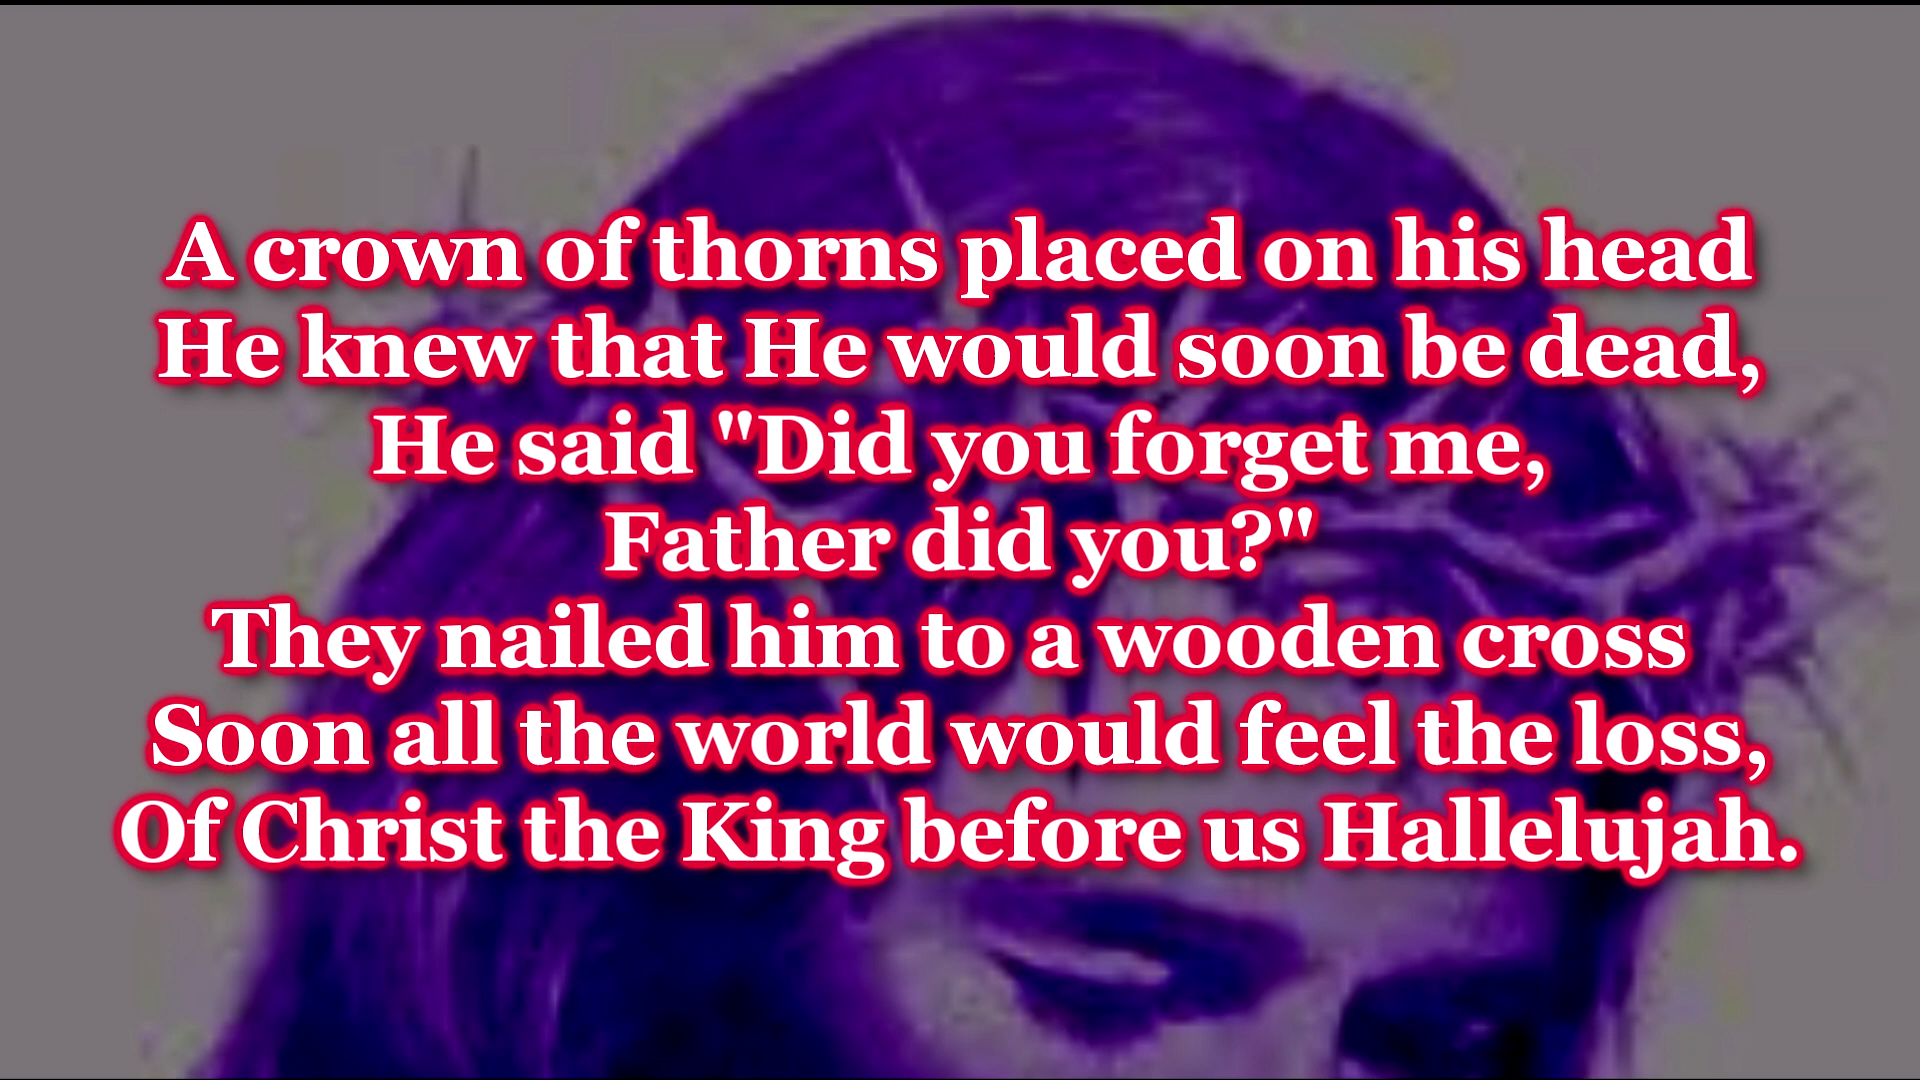 A crown of thorns placed on his head
He knew that He would soon be dead,
He said "Did you forget me,
Father did you?"
They nailed him to a wooden cross
Soon all the world would feel the loss,
Of Christ the King before us Hallelujah.